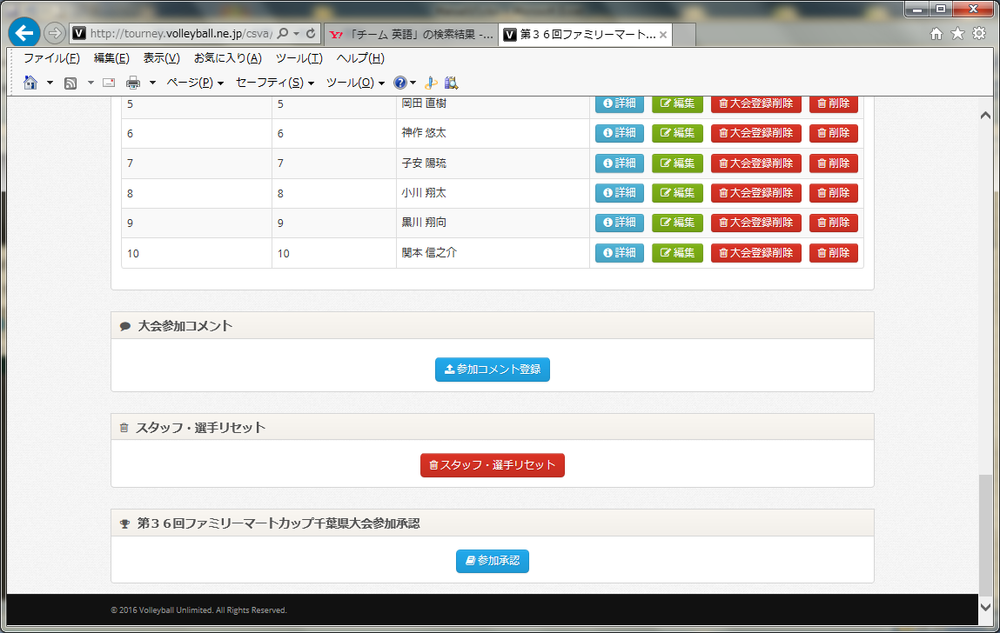 http://tourney.volleyball.ne.jp/csva/
「チーム 英語」の検索結果 -...
第３６回ファミリーマート...
ファイル(F) 編集(E) 表示(V) お気に入り(A) ツール(T) ヘルプ(H)
ページ(P) セーフティ(S) ツール(O)
5 5 岡田 直樹 詳細 編集 大会登録削除 削除
6 6 神作 悠太 詳細 編集 大会登録削除 削除
7 7 子安 陽琉 詳細 編集 大会登録削除 削除
8 8 小川 翔太 詳細 編集 大会登録削除 削除
9 9 黒川 翔向 詳細 編集 大会登録削除 削除
10 10 関本 信之介 詳細 編集 大会登録削除 削除
大会参加コメント
参加コメント登録
スタッフ・選手リセット
スタッフ・選手リセット
第３６回ファミリーマートカップ千葉県大会参加承認
参加承認
© 2016 Volleyball Unlimited. All Rights Reserved.